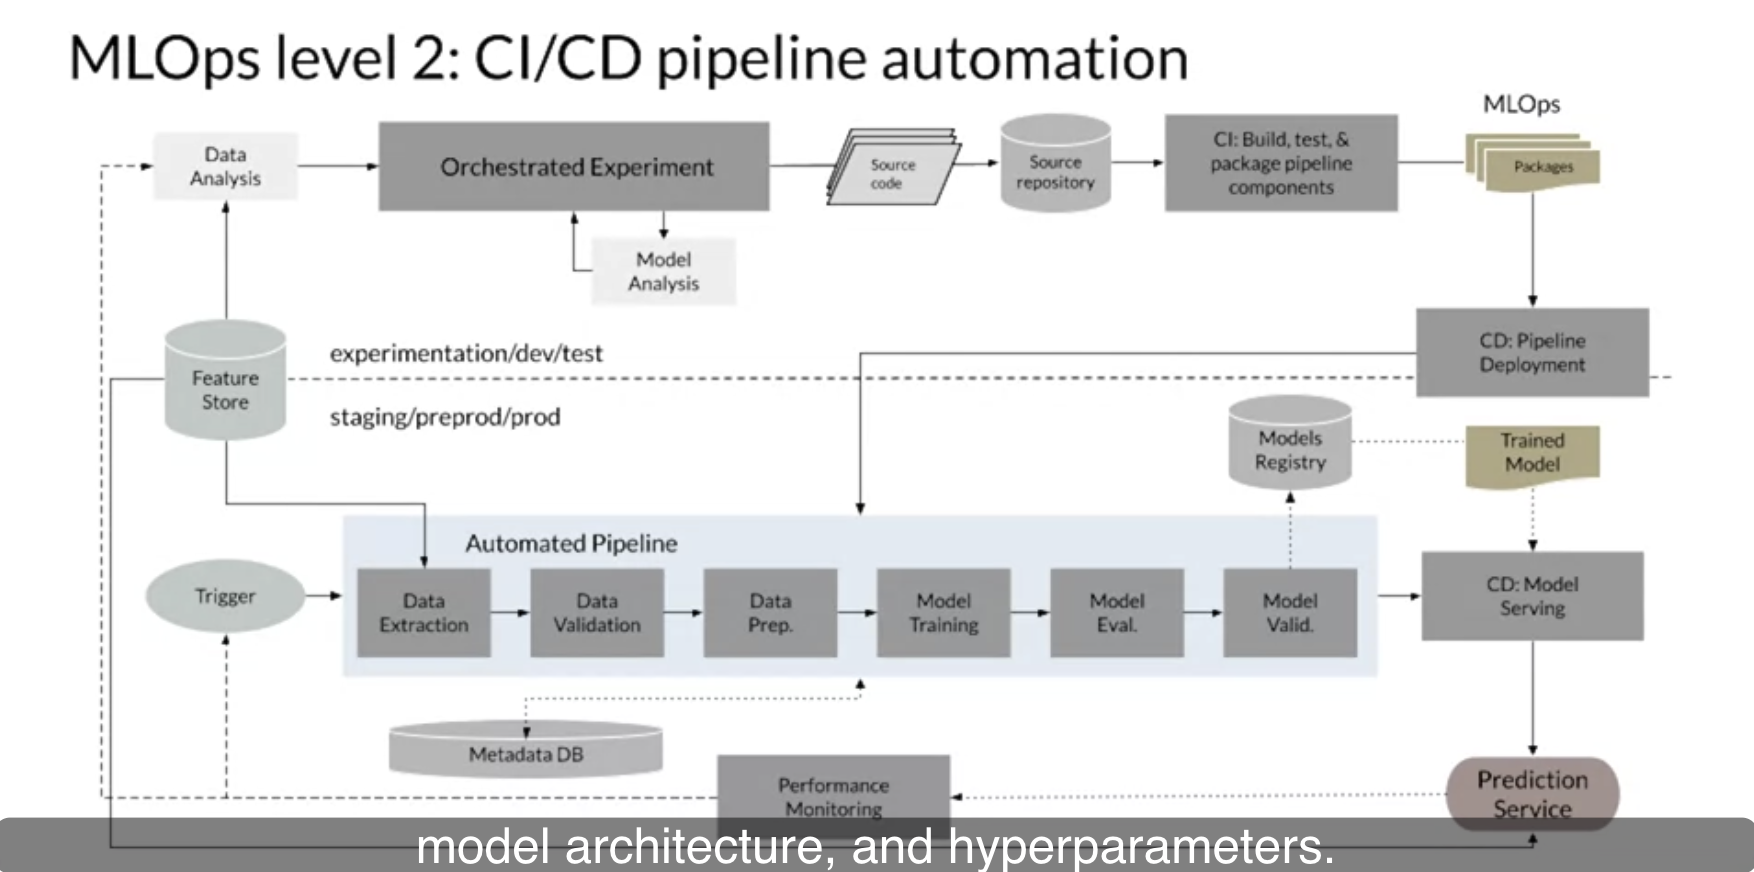 MLOps level 2: CI/CD pipeline automation
MLOps
Data
Analysis
Orchestrated Experiment
Source
code
Source
repository
CI: Build, test, &
package pipeline
components
Packages
Model
Analysis
Feature
Store
experimentation/dev/test
staging/preprod/prod
CD: Pipeline
Deployment
Models
Registry
Trained
Model
Automated Pipeline
Trigger
Data
Extraction
Data
Validation
Data
Prep.
Model
Training
Model
Eval.
Model
Valid.
CD: Model
Serving
Metadata DB
Performance
Monitoring
Prediction
Service
model architecture, and hyperparameters.